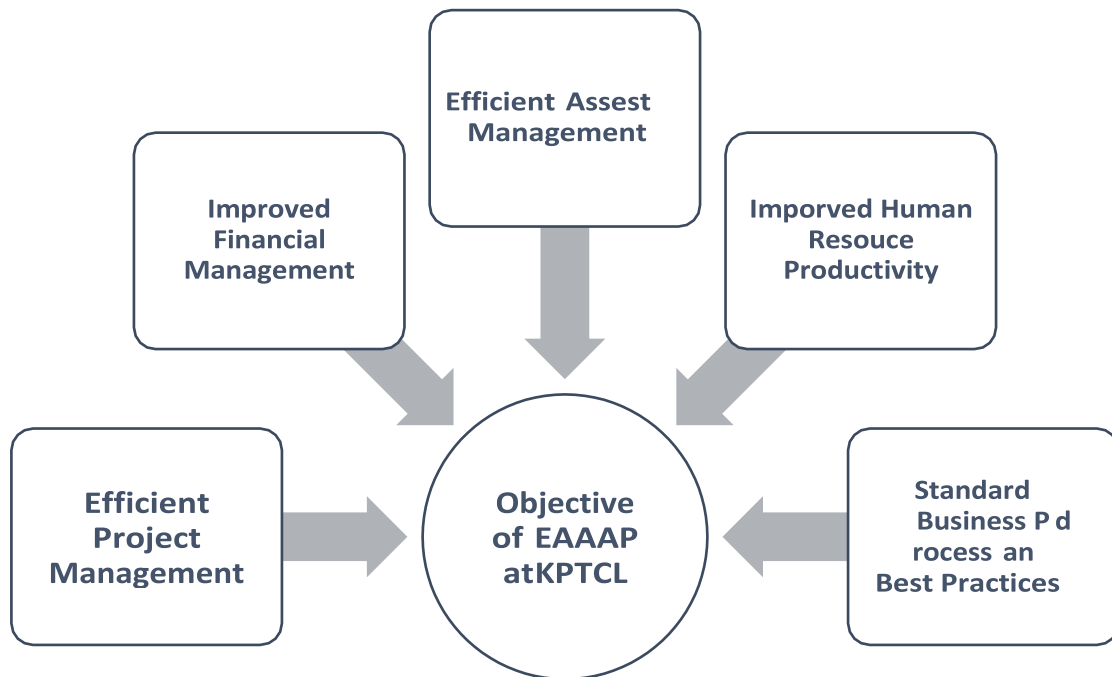 Efficient Assest
Management
Improved
Financial
Management
Imporved Human
Resouce
Productivity
Efficient
Project
Management
Objective
of EAAAP
atKPTCL
Standard
Business P d
rocess an
Best Practices